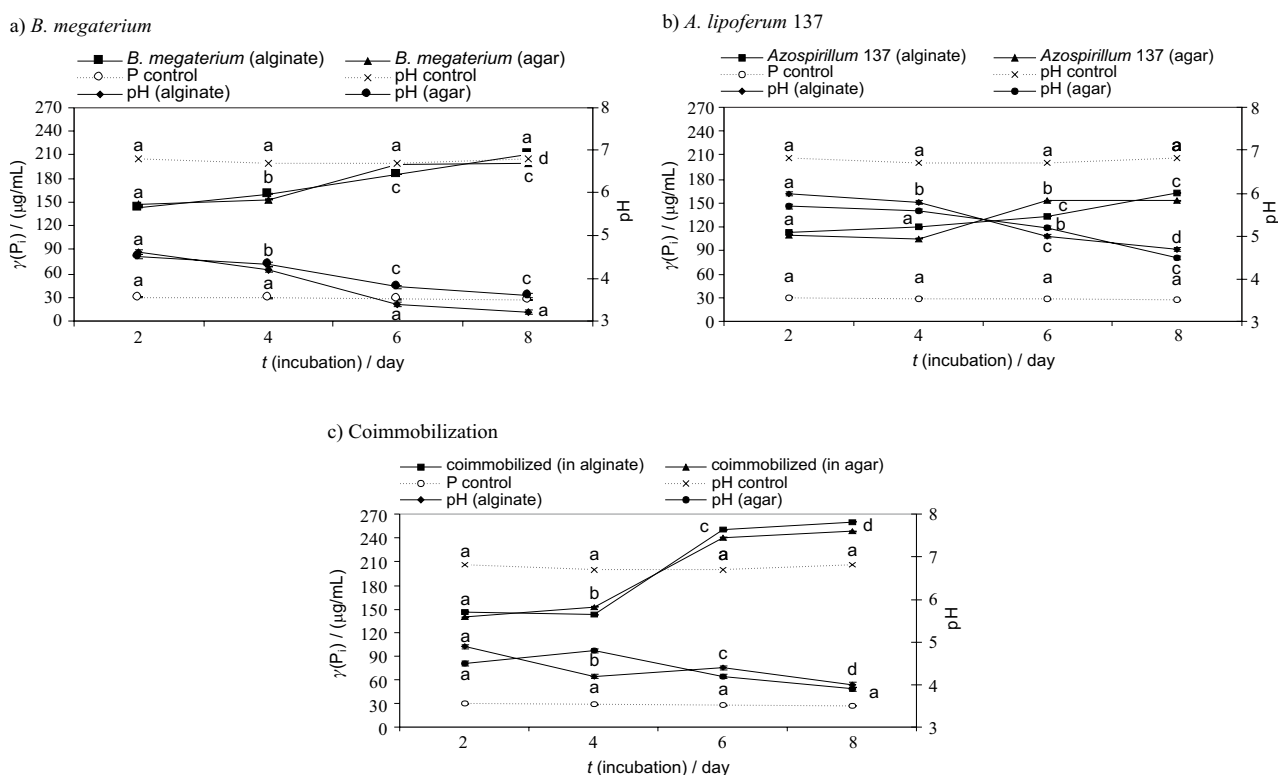 a) B. megaterium
B. megaterium (alginate) B. megaterium (agar)
P control pH control
pH (alginate) pH (agar)
270 8
240 7
210
180 6
150
120 5
90
60 4
30
0 3
γ(Pi) / (μg/mL)
pH
a a a a
d
a b c c
a b c c
a a a a
2 4 6 8
t (incubation) / day
b) A. lipoferum 137
Azospirillum 137 (alginate) Azospirillum 137 (agar)
P control pH control
pH (alginate) pH (agar)
270 8
240 7
210
180 6
150
120 5
90
60 4
30
0 3
γ(Pi) / (μg/mL)
pH
a a a a
a b b c
a a c
b
c d
c
a a a a
2 4 6 8
t (incubation) / day
c) Coimmobilization
coimmobilized (in alginate) coimmobilized (in agar)
P control pH control
pH (alginate) pH (agar)
270 8
240 7
210
180 6
150
120 5
90
60 4
30
0 3
γ(Pi) / (μg/mL)
pH
c d
a a a a
a b
a b c d
a a a a
2 4 6 8
t (incubation) / day